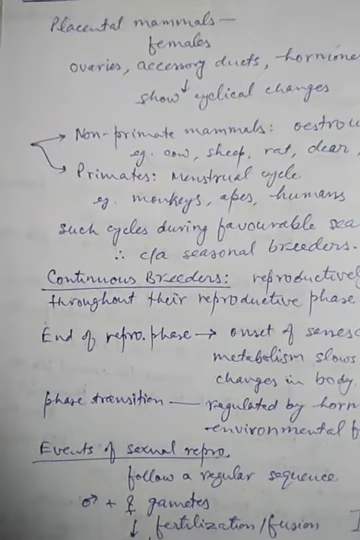 Placental mammals —
females
ovaries, accessory ducts, hormone
↓
show cyclical changes
→ Non-primate mammals: oestrou
eg. cow, sheep, rat, dear,
→ Primates: Menstrual cycle
eg. monkeys, apes, humans
such cycles during favourable sea
∴ c/a seasonal breeders.
Continuous Breeders: reproductivel
throughout their reproductive phase
End of repro. phase → onset of senesc
metabolism slows
changes in body
phase transition — regulated by horm
environmental f
Events of sexual repro.
follow a regular sequence
♂ + ♀ gametes
↓ fertilization/fusion